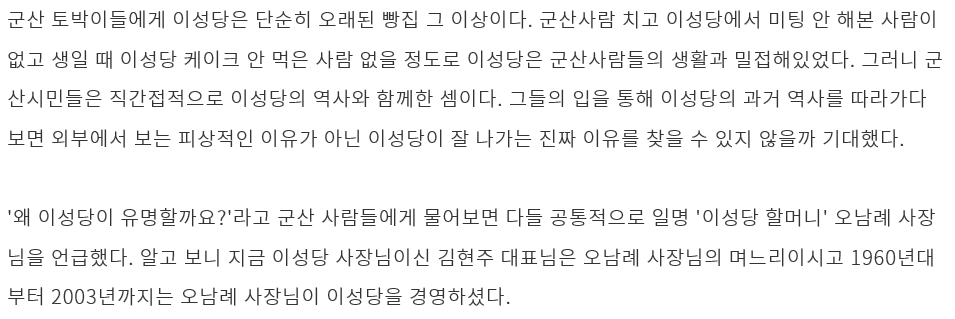 군산 토박이들에게 이성당은 단순히 오래된 빵집 그 이상이다. 군산사람 치고 이성당에서 미팅 안 해본 사람이
없고 생일 때 이성당 케이크 안 먹은 사람 없을 정도로 이성당은 군산사람들의 생활과 밀접해있었다. 그러니 군
산시민들은 직간접적으로 이성당의 역사와 함께한 셈이다. 그들의 입을 통해 이성당의 과거 역사를 따라가다
보면 외부에서 보는 피상적인 이유가 아닌 이성당이 잘 나가는 진짜 이유를 찾을 수 있지 않을까 기대했다.
'왜 이성당이 유명할까요?'라고 군산 사람들에게 물어보면 다들 공통적으로 일명 '이성당 할머니' 오남례 사장
님을 언급했다. 알고 보니 지금 이성당 사장님이신 김현주 대표님은 오남례 사장님의 며느리이시고 1960년대
부터 2003년까지는 오남례 사장님이 이성당을 경영하셨다.